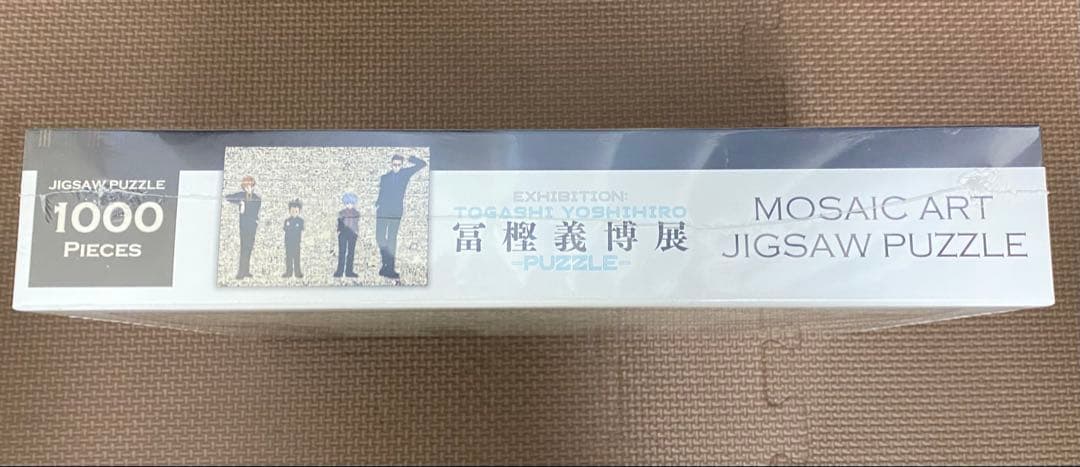 JIGSAW PUZZLE
1000
PIECES
EXHIBITION:
TOGASHI YOSHIHIRO
冨樫義博展
-PUZZLE-
MOSAIC ART
JIGSAW PUZZLE